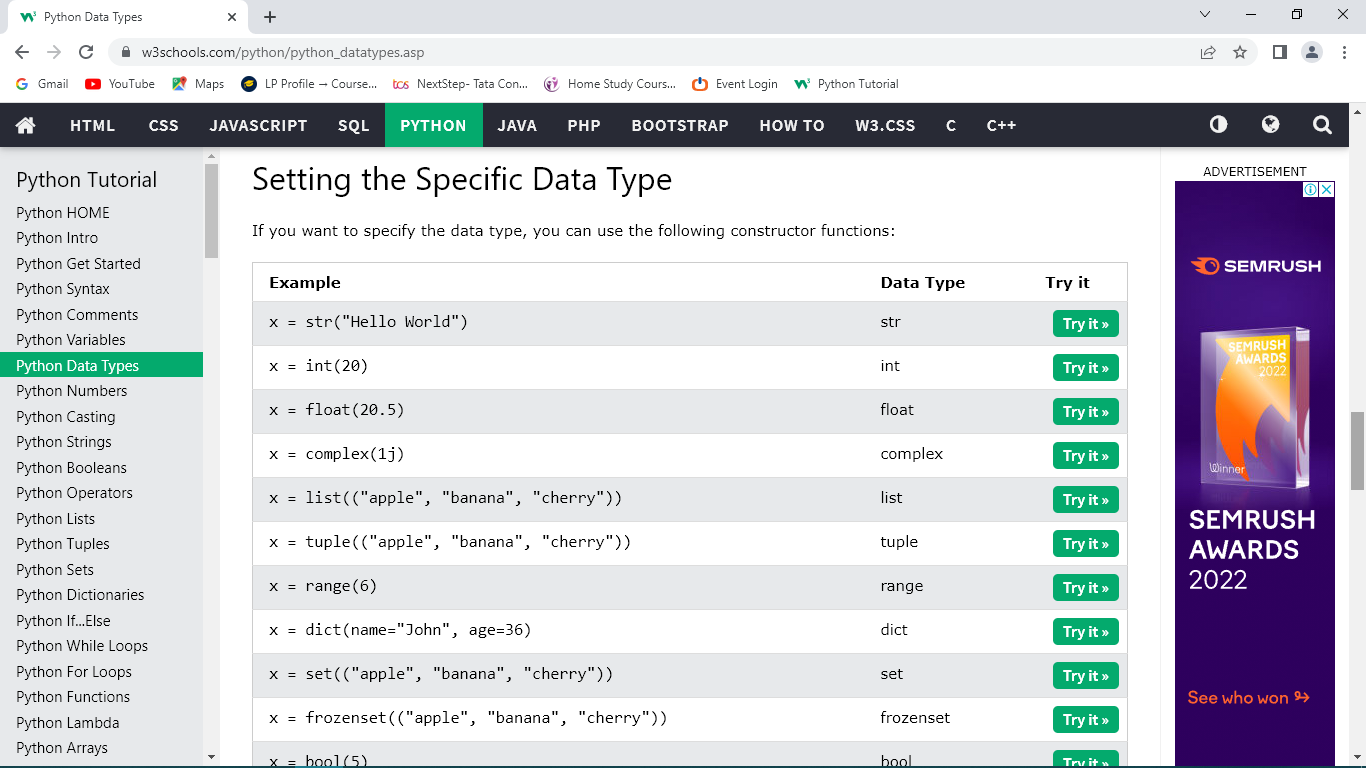 Python Data Types
w3schools.com/python/python_datatypes.asp
Gmail YouTube Maps LP Profile → Course... NextStep- Tata Con... Home Study Cours... Event Login Python Tutorial
HTML CSS JAVASCRIPT SQL PYTHON JAVA PHP BOOTSTRAP HOW TO W3.CSS C C++
Python Tutorial
Python HOME
Python Intro
Python Get Started
Python Syntax
Python Comments
Python Variables
Python Data Types
Python Numbers
Python Casting
Python Strings
Python Booleans
Python Operators
Python Lists
Python Tuples
Python Sets
Python Dictionaries
Python If...Else
Python While Loops
Python For Loops
Python Functions
Python Lambda
Python Arrays
Setting the Specific Data Type
If you want to specify the data type, you can use the following constructor functions:
Example Data Type Try it
x = str("Hello World") str Try it »
x = int(20) int Try it »
x = float(20.5) float Try it »
x = complex(1j) complex Try it »
x = list(("apple", "banana", "cherry")) list Try it »
x = tuple(("apple", "banana", "cherry")) tuple Try it »
x = range(6) range Try it »
x = dict(name="John", age=36) dict Try it »
x = set(("apple", "banana", "cherry")) set Try it »
x = frozenset(("apple", "banana", "cherry")) frozenset Try it »
x = bool(5) bool Try it »
ADVERTISEMENT
SEMRUSH
SEMRUSH
AWARDS
2022
Winner
SEMRUSH
AWARDS
2022
See who won